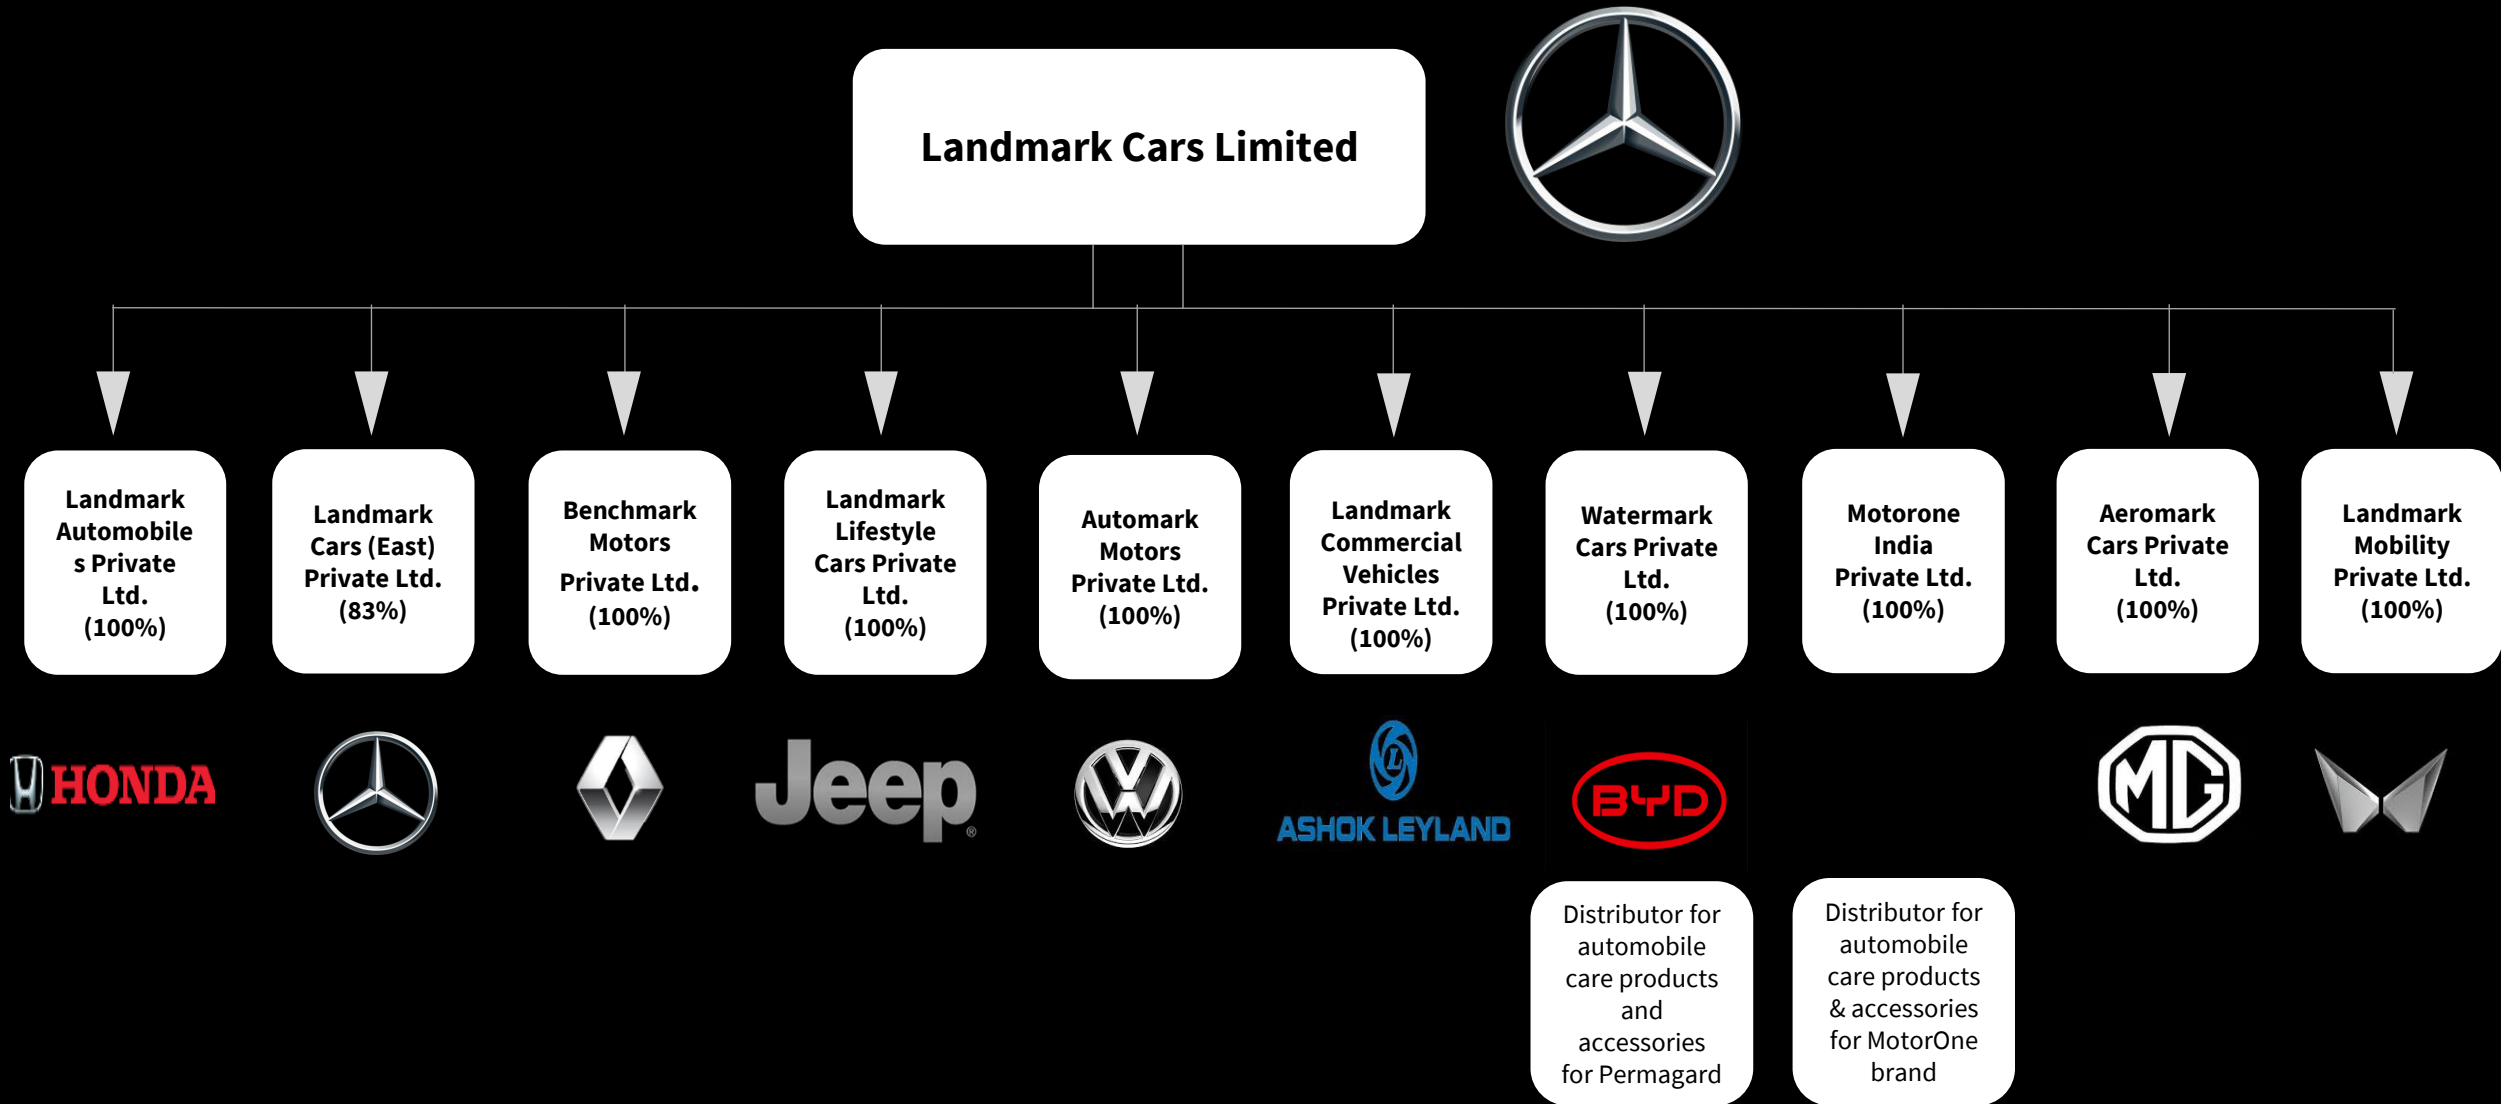 Landmark Cars Limited
Landmark
Automobile
s Private
Ltd.
(100%)
Landmark
Cars (East)
Private Ltd.
(83%)
Benchmark
Motors
Private Ltd.
(100%)
Landmark
Lifestyle
Cars Private
Ltd.
(100%)
Automark
Motors
Private Ltd.
(100%)
Landmark
Commercial
Vehicles
Private Ltd.
(100%)
Watermark
Cars Private
Ltd.
(100%)
Motorone
India
Private Ltd.
(100%)
Aeromark
Cars Private
Ltd.
(100%)
Landmark
Mobility
Private Ltd.
(100%)
HONDA
Jeep®
L
ASHOK LEYLAND
BYD
MG
Distributor for
automobile
care products
and
accessories
for Permagard
Distributor for
automobile
care products
& accessories
for MotorOne
brand